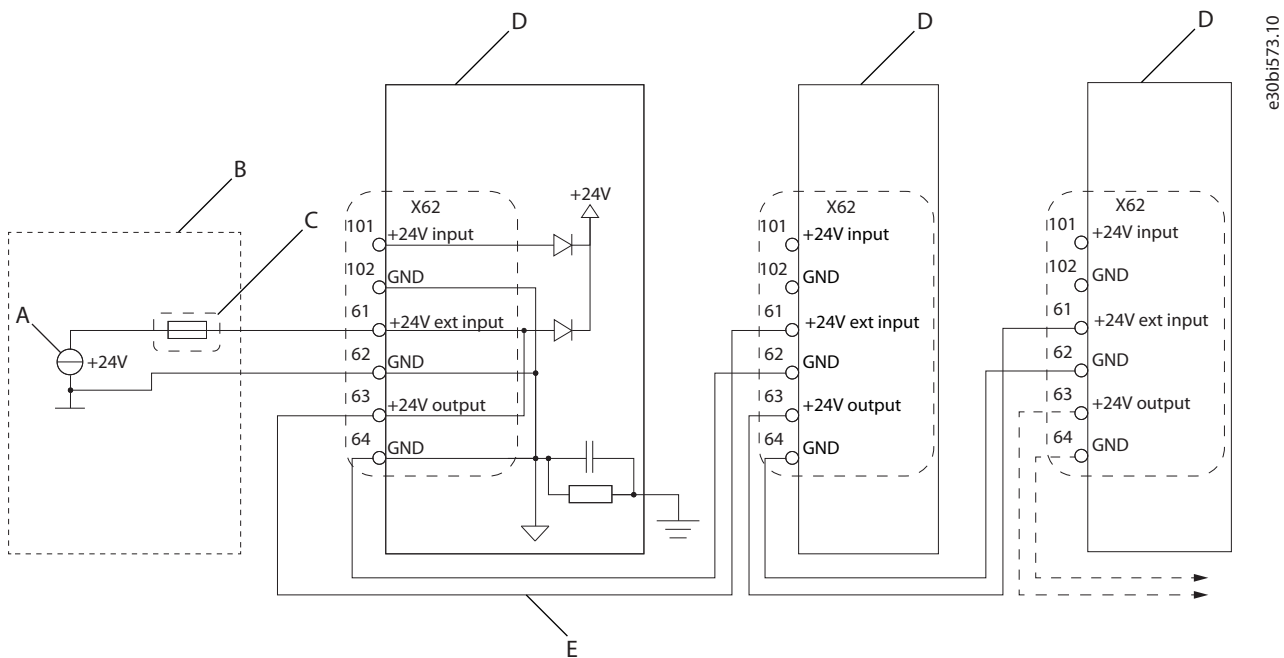 D
D
D
e30bi573.10
B
C
A
+24V
+24V
X62
101
+24V input
102
GND
61
+24V ext input
62
GND
63
+24V output
64
GND
X62
101
+24V input
102
GND
61
+24V ext input
62
GND
63
+24V output
64
GND
X62
101
+24V input
102
GND
61
+24V ext input
62
GND
63
+24V output
64
GND
E